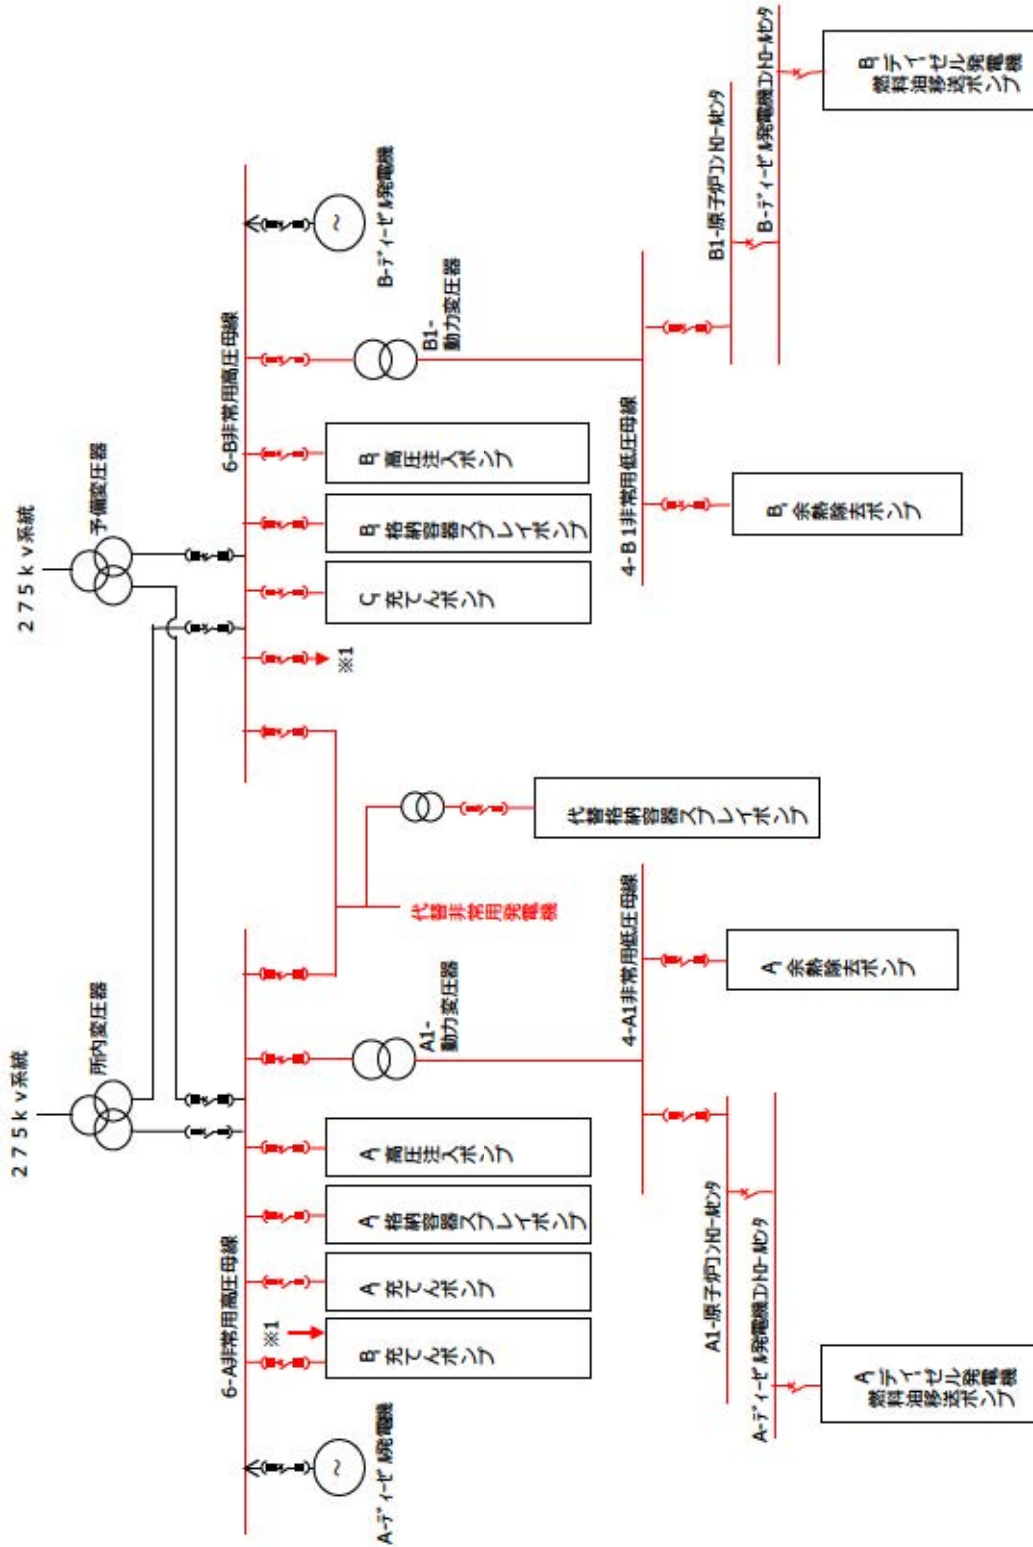 275kv系統
275kv系統
所内変圧器
予備変圧器
6-A非常用高圧母線
6-B非常用高圧母線
※1
※1
A-ディーゼル発電機
B-ディーゼル発電機
B-
充てんポンプ
A-
充てんポンプ
A-
格納容器スプレイポンプ
A-
高圧注入ポンプ
C-
充てんポンプ
B-
格納容器スプレイポンプ
B-
高圧注入ポンプ
A1-
動力変圧器
B1-
動力変圧器
代替非常用発電機
代替格納容器スプレイポンプ
4-A1非常用低圧母線
4-B1非常用低圧母線
A-
余熱除去ポンプ
B-
余熱除去ポンプ
A1-原子炉コントロールセンタ
B1-原子炉コントロールセンタ
A-ディーゼル発電機コントロールセンタ
B-ディーゼル発電機コントロールセンタ
A-ディーゼル発電機
燃料油移送ポンプ
B-ディーゼル発電機
燃料油移送ポンプ